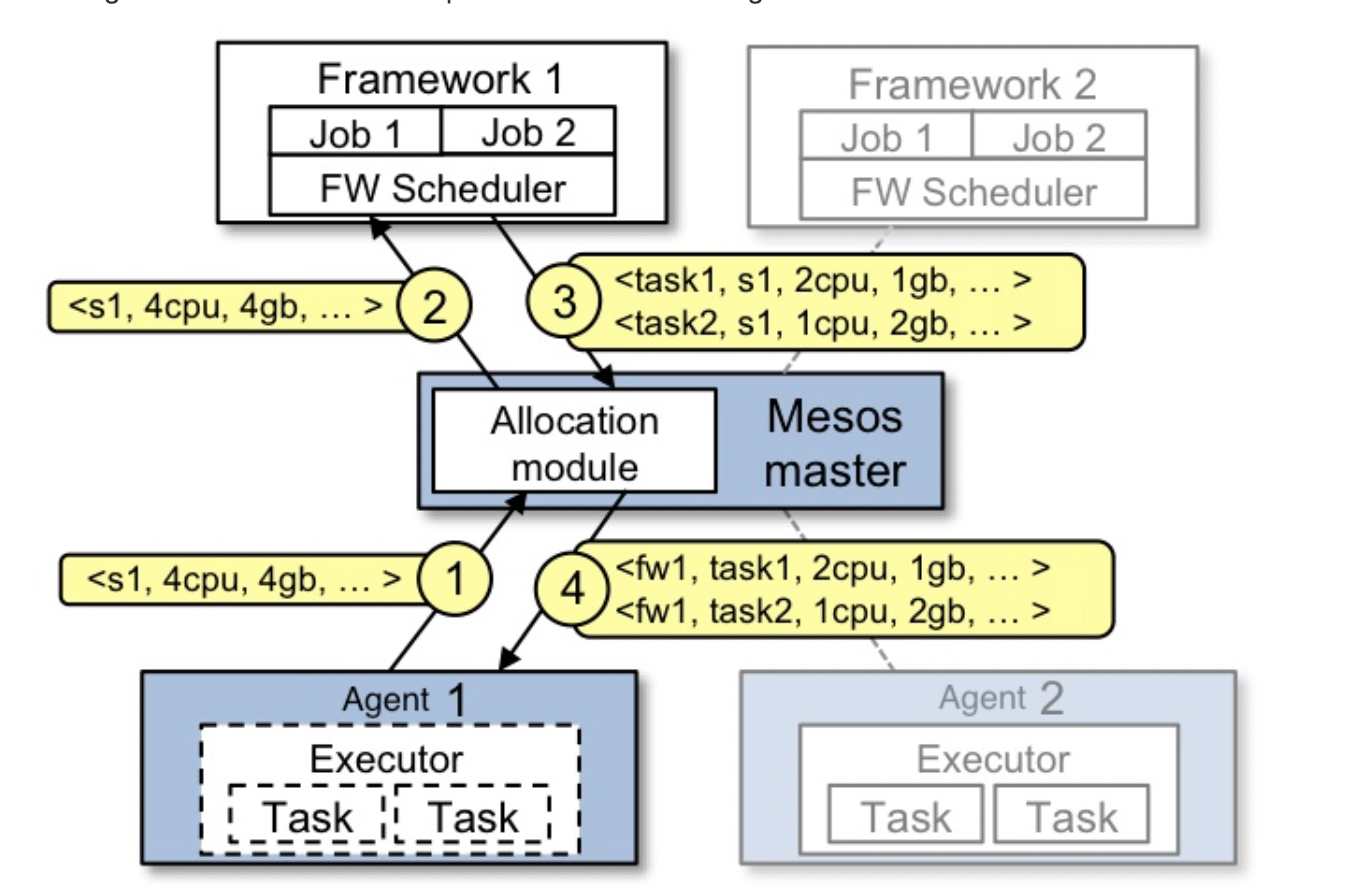 Framework 1
Job 1 Job 2
FW Scheduler
Framework 2
Job 1 Job 2
FW Scheduler
<s1, 4cpu, 4gb, … >
2
3
<task1, s1, 2cpu, 1gb, … >
<task2, s1, 1cpu, 2gb, … >
Allocation
module
Mesos
master
<s1, 4cpu, 4gb, … >
1
4
<fw1, task1, 2cpu, 1gb, … >
<fw1, task2, 1cpu, 2gb, … >
Agent 1
Executor
Task Task
Agent 2
Executor
Task Task